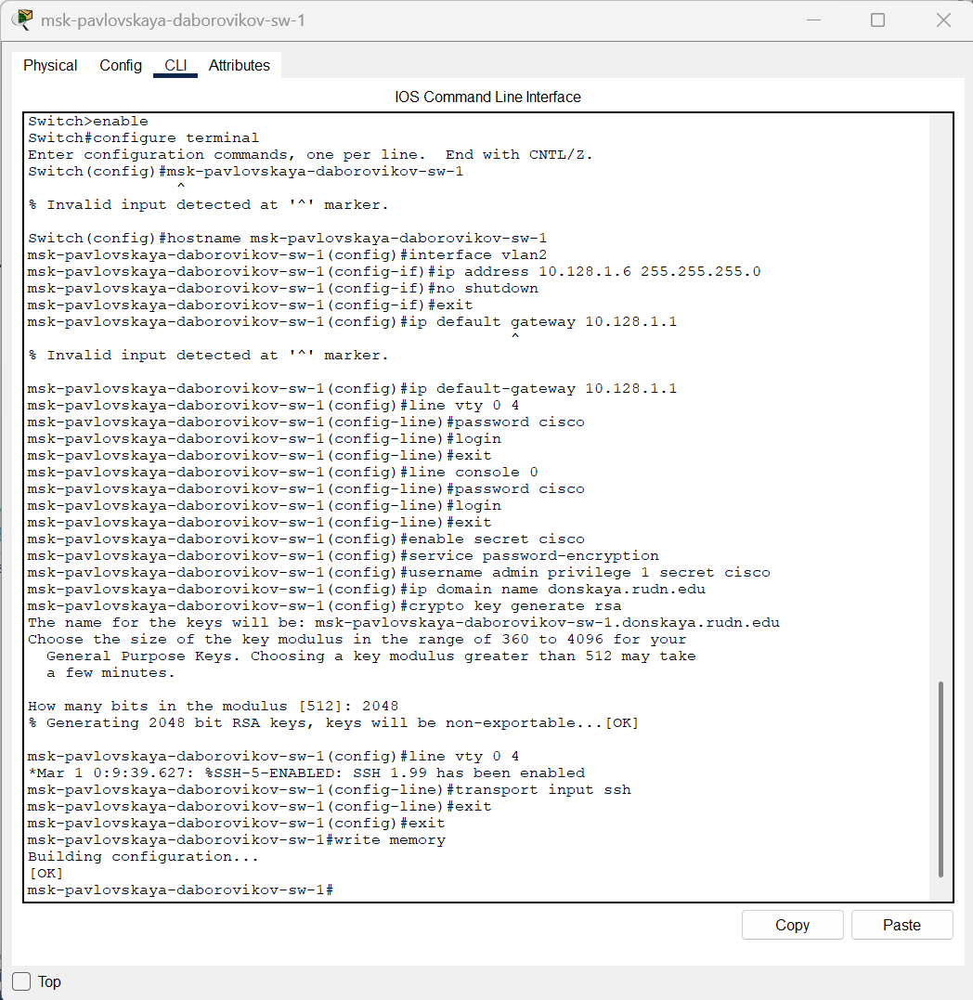 msk-pavlovskaya-daborovikov-sw-1
Physical Config CLI Attributes
IOS Command Line Interface
Switch>enable
Switch#configure terminal
Enter configuration commands, one per line.  End with CNTL/Z.
Switch(config)#msk-pavlovskaya-daborovikov-sw-1
^
% Invalid input detected at '^' marker.
Switch(config)#hostname msk-pavlovskaya-daborovikov-sw-1
msk-pavlovskaya-daborovikov-sw-1(config)#interface vlan2
msk-pavlovskaya-daborovikov-sw-1(config-if)#ip address 10.128.1.6 255.255.255.0
msk-pavlovskaya-daborovikov-sw-1(config-if)#no shutdown
msk-pavlovskaya-daborovikov-sw-1(config-if)#exit
msk-pavlovskaya-daborovikov-sw-1(config)#ip default gateway 10.128.1.1
^
% Invalid input detected at '^' marker.
msk-pavlovskaya-daborovikov-sw-1(config)#ip default-gateway 10.128.1.1
msk-pavlovskaya-daborovikov-sw-1(config)#line vty 0 4
msk-pavlovskaya-daborovikov-sw-1(config-line)#password cisco
msk-pavlovskaya-daborovikov-sw-1(config-line)#login
msk-pavlovskaya-daborovikov-sw-1(config-line)#exit
msk-pavlovskaya-daborovikov-sw-1(config)#line console 0
msk-pavlovskaya-daborovikov-sw-1(config-line)#password cisco
msk-pavlovskaya-daborovikov-sw-1(config-line)#login
msk-pavlovskaya-daborovikov-sw-1(config-line)#exit
msk-pavlovskaya-daborovikov-sw-1(config)#enable secret cisco
msk-pavlovskaya-daborovikov-sw-1(config)#service password-encryption
msk-pavlovskaya-daborovikov-sw-1(config)#username admin privilege 1 secret cisco
msk-pavlovskaya-daborovikov-sw-1(config)#ip domain name donskaya.rudn.edu
msk-pavlovskaya-daborovikov-sw-1(config)#crypto key generate rsa
The name for the keys will be: msk-pavlovskaya-daborovikov-sw-1.donskaya.rudn.edu
Choose the size of the key modulus in the range of 360 to 4096 for your
General Purpose Keys. Choosing a key modulus greater than 512 may take
a few minutes.
How many bits in the modulus [512]: 2048
% Generating 2048 bit RSA keys, keys will be non-exportable...[OK]
msk-pavlovskaya-daborovikov-sw-1(config)#line vty 0 4
*Mar 1 0:9:39.627: %SSH-5-ENABLED: SSH 1.99 has been enabled
msk-pavlovskaya-daborovikov-sw-1(config-line)#transport input ssh
msk-pavlovskaya-daborovikov-sw-1(config-line)#exit
msk-pavlovskaya-daborovikov-sw-1(config)#exit
msk-pavlovskaya-daborovikov-sw-1#write memory
Building configuration...
[OK]
msk-pavlovskaya-daborovikov-sw-1#
Copy Paste
Top